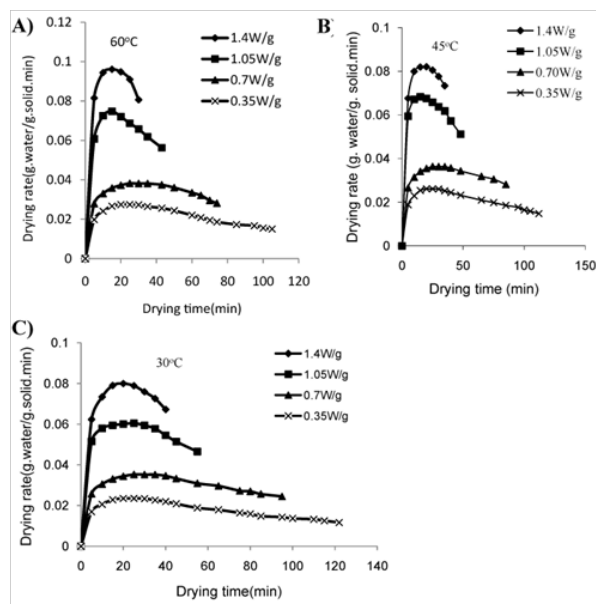 A)
60°C
1.4W/g
1.05W/g
0.7W/g
0.35W/g
0.12
0.1
0.08
0.06
0.04
0.02
0
Drying rate(g.water/g.solid.min)
0 20 40 60 80 100 120
Drying time(min)
B)
45°C
1.4W/g
1.05W/g
0.70W/g
0.35W/g
0.1
0.08
0.06
0.04
0.02
0
Drying rate (g. water/g. solid.min)
0 50 100 150
Drying time (min)
C)
30°C
1.4W/g
1.05W/g
0.7W/g
0.35W/g
0.1
0.08
0.06
0.04
0.02
0
Drying rate(g.water/g.solid.min)
0 20 40 60 80 100 120 140
Drying time(min)